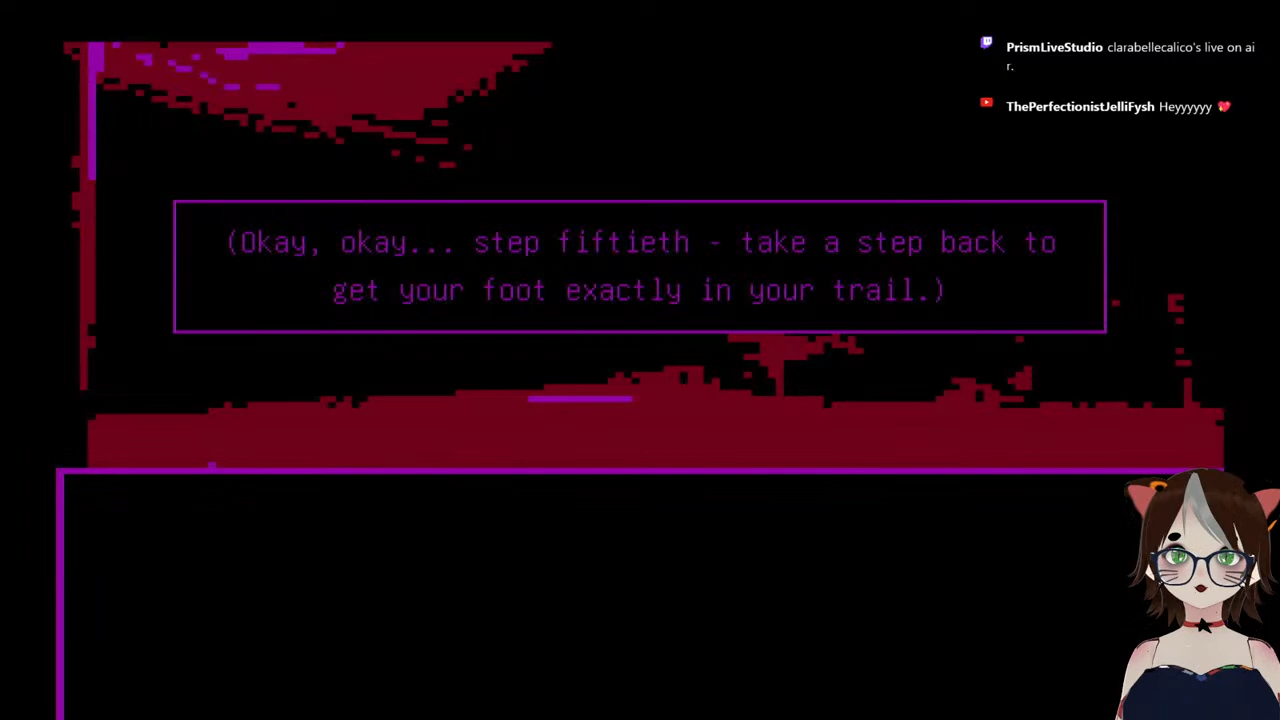 PrismLiveStudio clarabellecalico's live on ai
r.
ThePerfectionistJelliFysh Heyyyyyy
(Okay, okay... step fiftieth - take a step back to
get your foot exactly in your trail.)